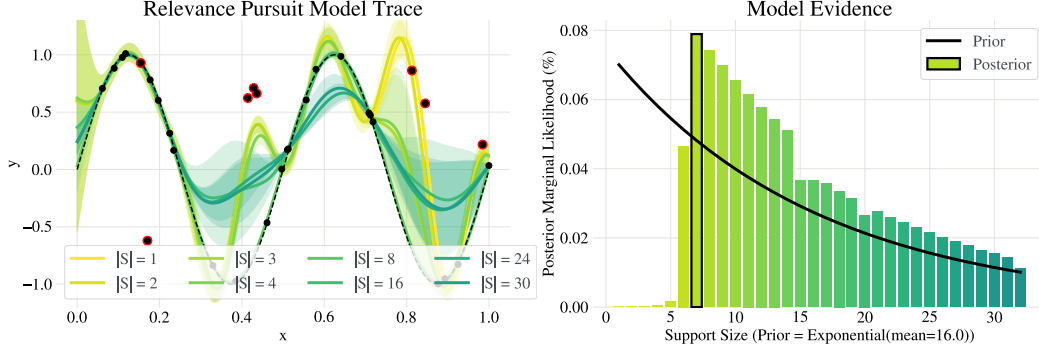 Relevance Pursuit Model Trace
1.0
0.5
0.0
−0.5
−1.0
y
|S| = 1
|S| = 3
|S| = 8
|S| = 24
|S| = 2
|S| = 4
|S| = 16
|S| = 30
0.0
0.2
0.4
0.6
0.8
1.0
x
Model Evidence
Prior
Posterior
0.08
0.06
0.04
0.02
0.00
Posterior Marginal Likelihood (%)
0
5
10
15
20
25
30
Support Size (Prior = Exponential(mean=16.0))